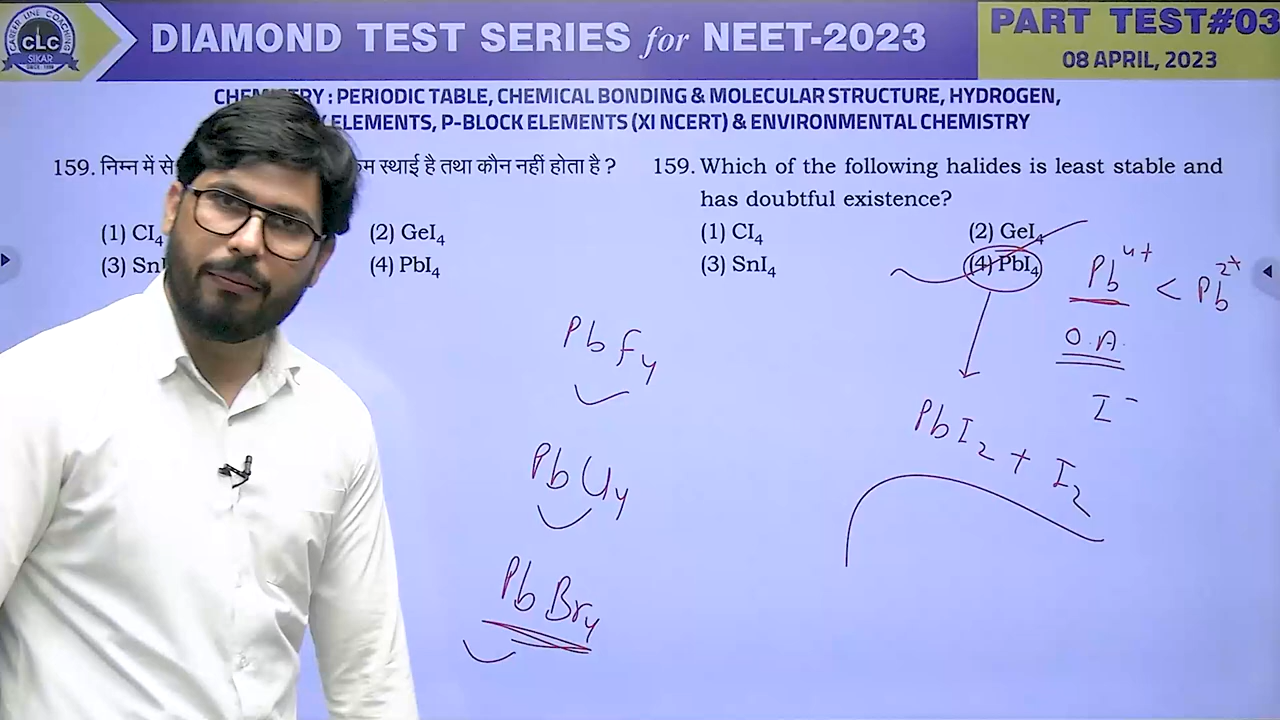 CAREER LINE COACHING
CLC
SIKAR
DIAMOND TEST SERIES for NEET-2023
PART TEST#03
08 APRIL, 2023
: PERIODIC TABLE, CHEMICAL BONDING & MOLECULAR STRUCTURE, HYDROGEN,
ELEMENTS, P-BLOCK ELEMENTS (XI NCERT) & ENVIRONMENTAL CHEMISTRY
159. निम्न में से स्थाई है तथा कौन नहीं होता है ?
(1) CI₄ (2) GeI₄
(3) (4) PbI₄
159. Which of the following halides is least stable and
has doubtful existence?
(1) CI₄ (2) GeI₄
(3) SnI₄ (4) PbI₄
Pb⁴⁺ < Pb²⁺
O.A.
I⁻
PbI₂ + I₂
PbF₄
PbCl₄
PbBr₄